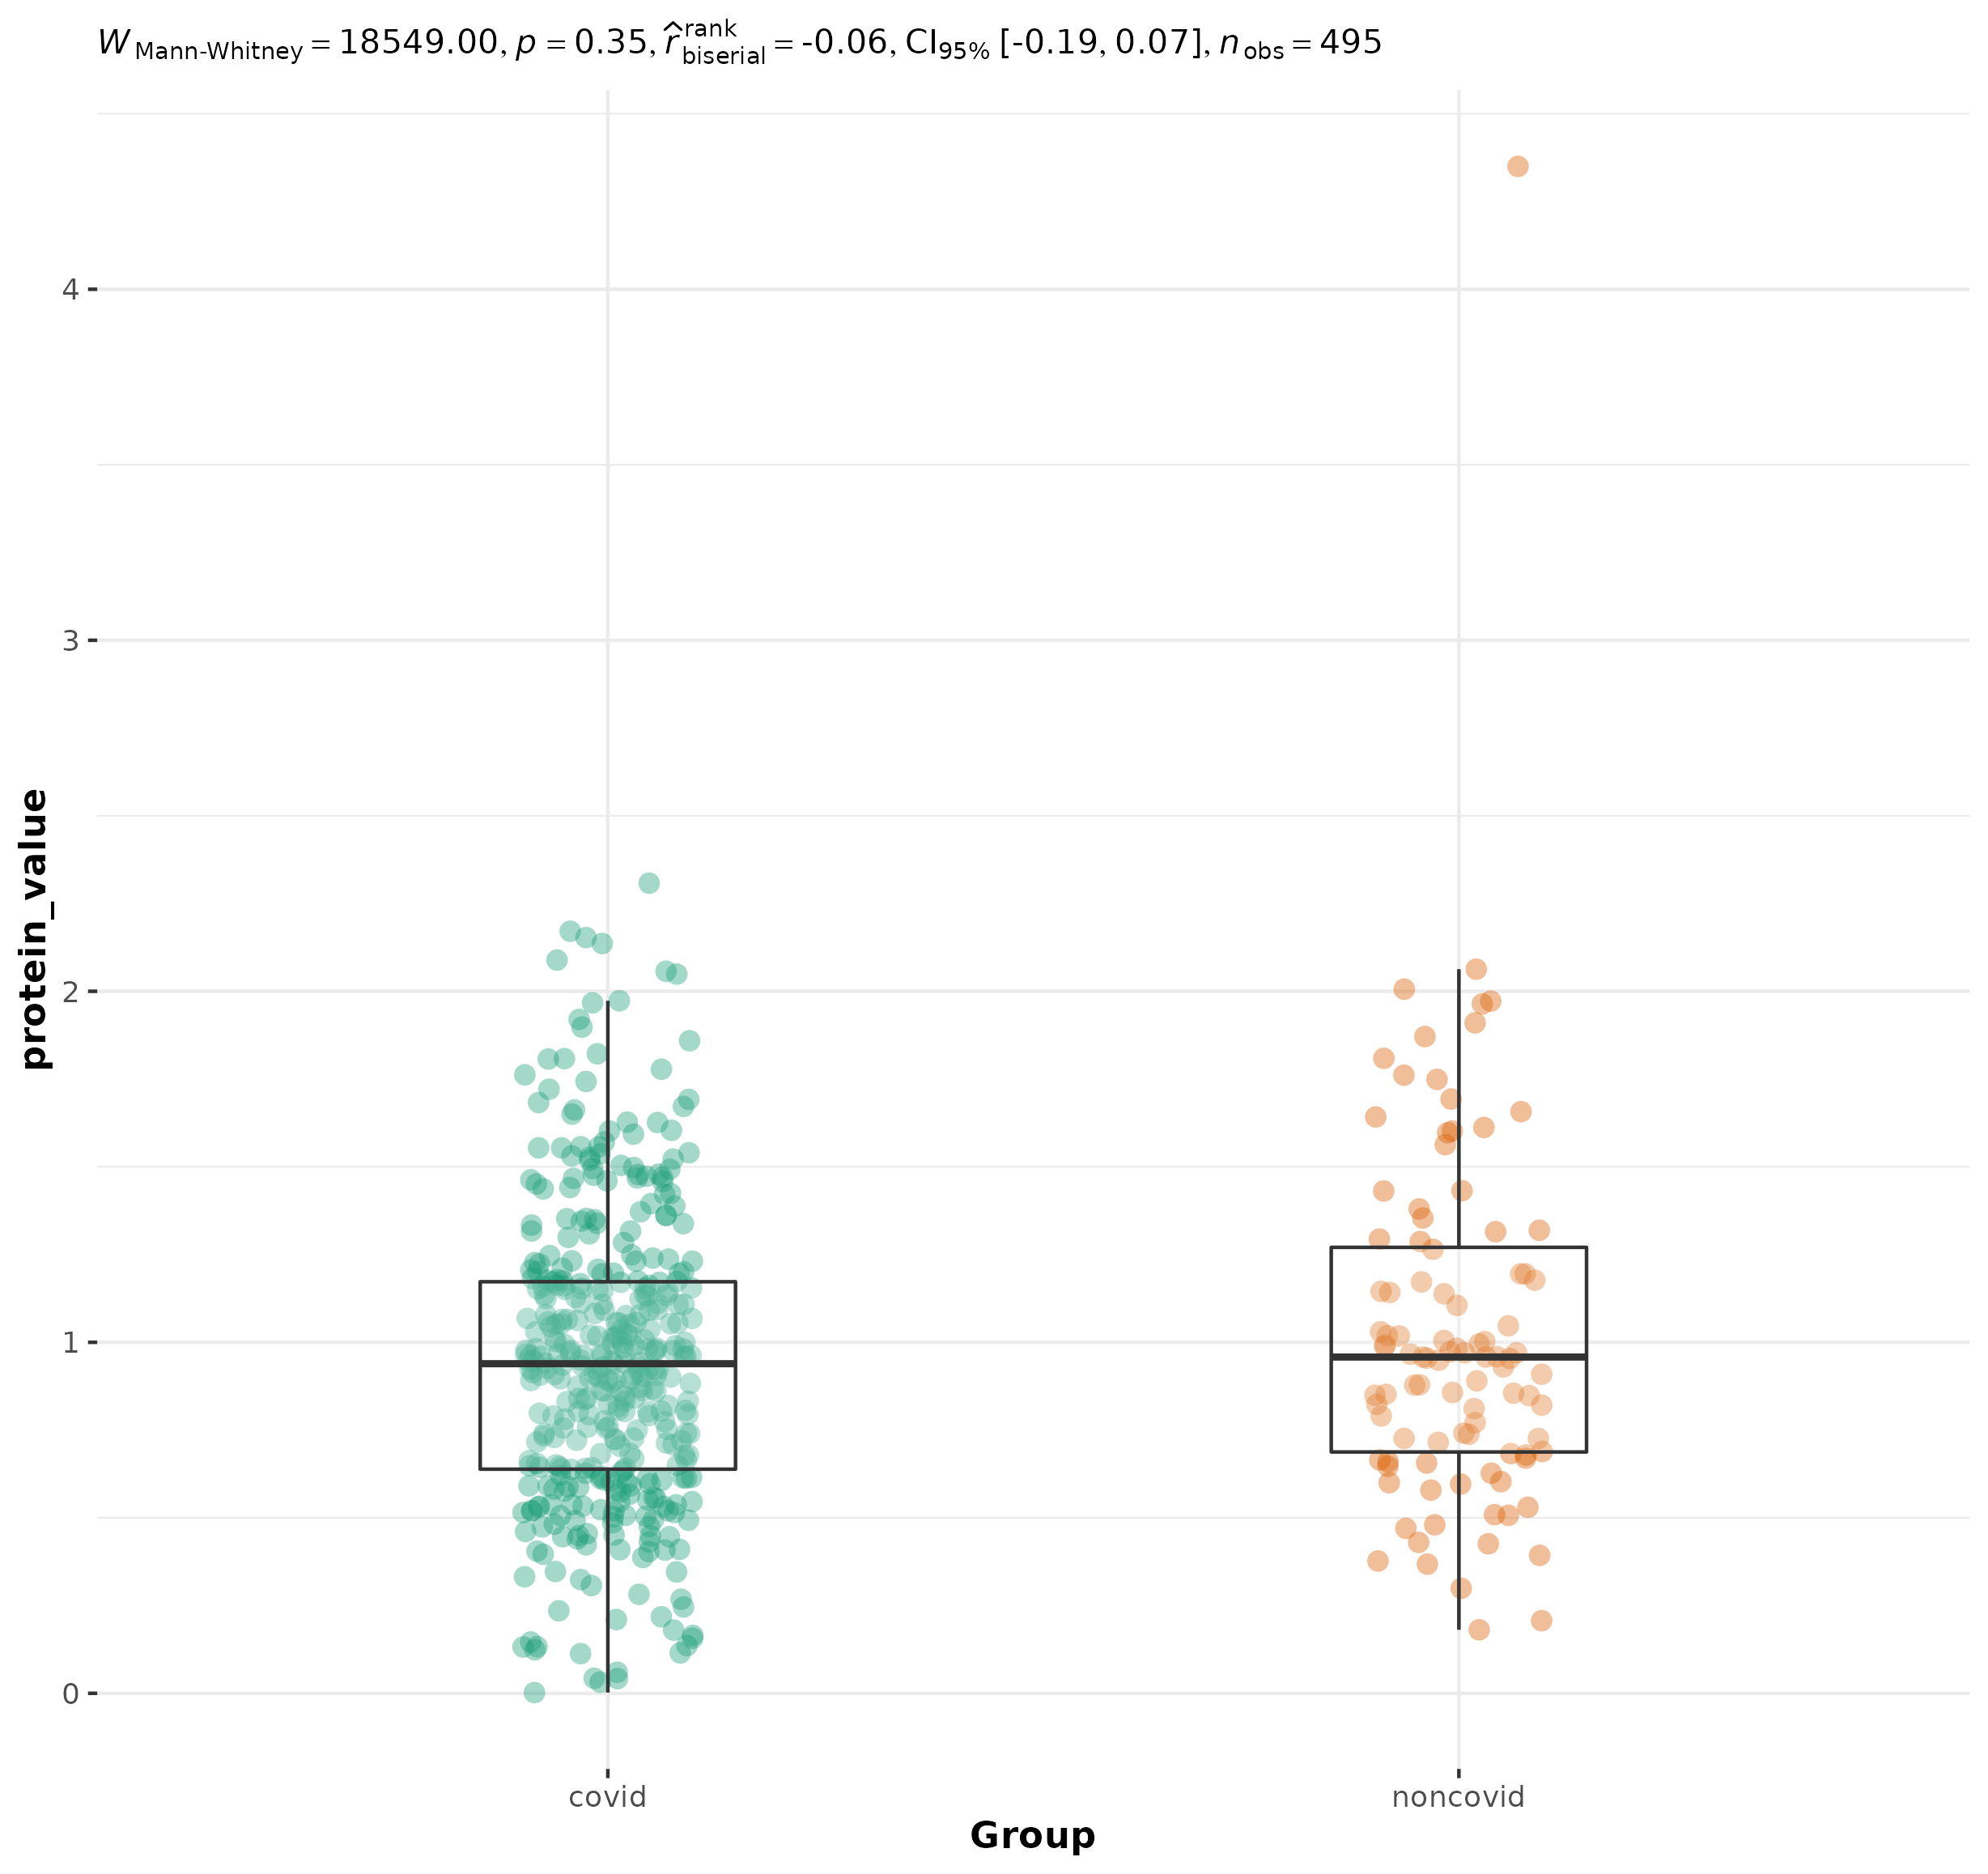 W Mann-Whitney = 18549.00, p = 0.35, r̂ rank biserial = -0.06, CI95% [-0.19, 0.07], n obs = 495
4
3
2
1
0
protein_value
covid noncovid
Group